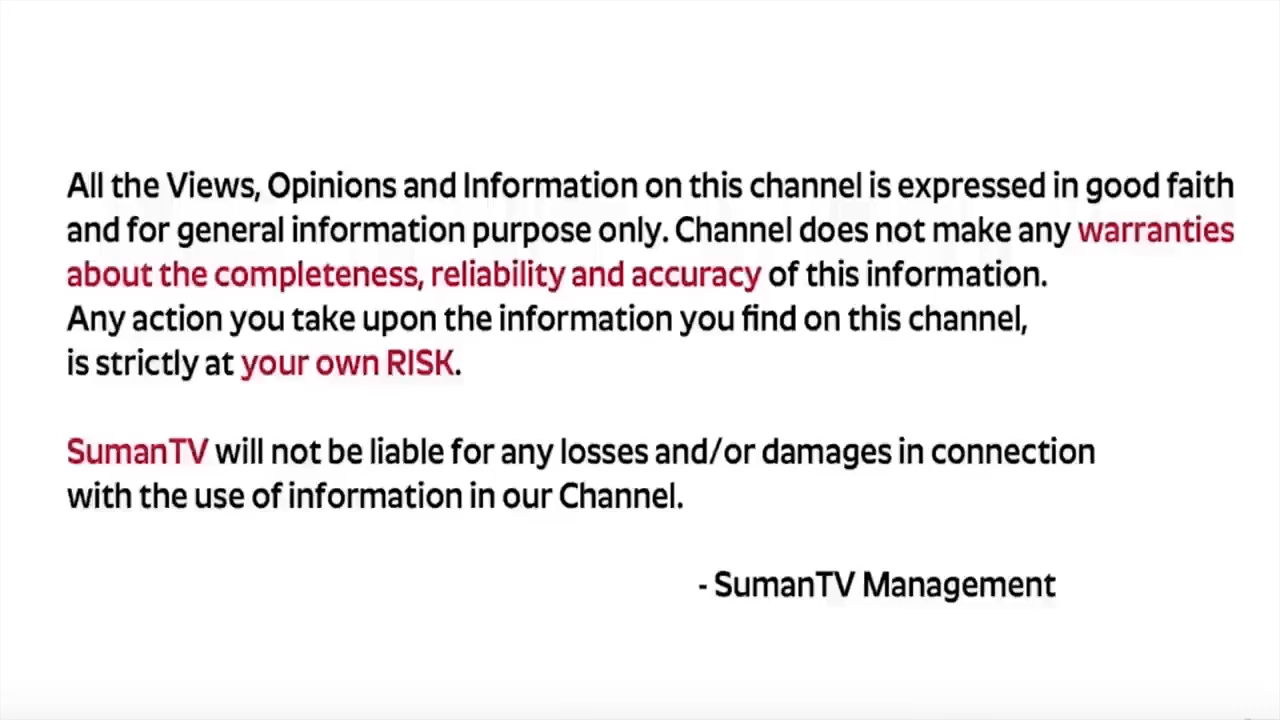 All the Views, Opinions and Information on this channel is expressed in good faith
and for general information purpose only. Channel does not make any warranties
about the completeness, reliability and accuracy of this information.
Any action you take upon the information you find on this channel,
is strictly at your own RISK.
SumanTV will not be liable for any losses and/or damages in connection
with the use of information in our Channel.
- SumanTV Management